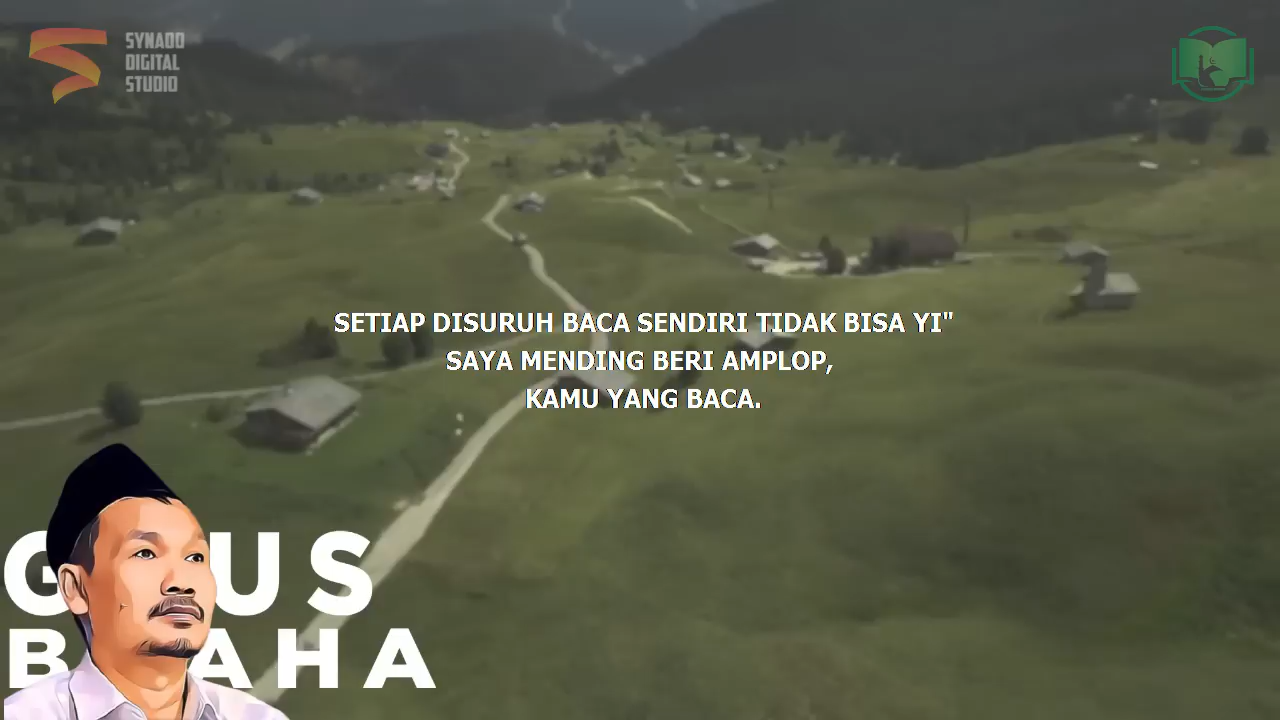 SYNADO
DIGITAL
STUDIO
SETIAP DISURUH BACA SENDIRI TIDAK BISA YI"
SAYA MENDING BERI AMPLOP,
KAMU YANG BACA.
GUS
BAHA